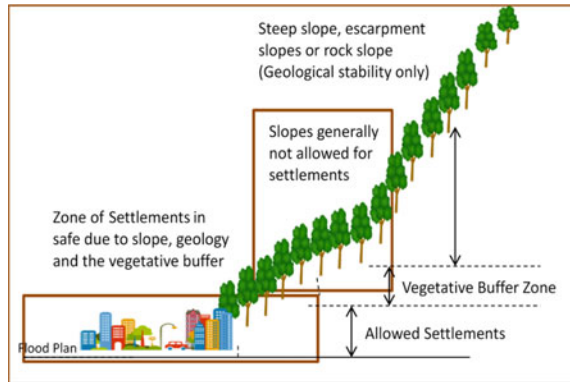 Steep slope, escarpment
slopes or rock slope
(Geological stability only)
Slopes generally
not allowed for
settlements
Zone of Settlements in
safe due to slope, geology
and the vegetative buffer
Vegetative Buffer Zone
Allowed Settlements
Flood Plan